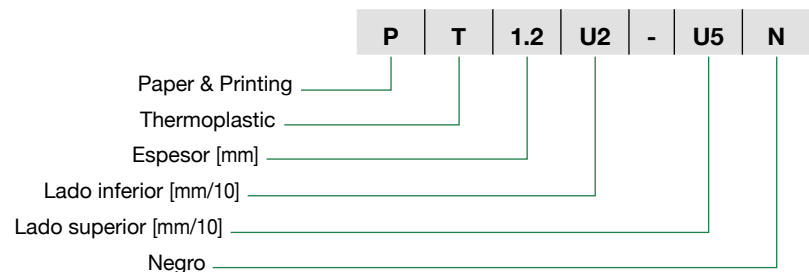 P T 1.2 U2 - U5 N
Paper & Printing
Thermoplastic
Espesor [mm]
Lado inferior [mm/10]
Lado superior [mm/10]
Negro